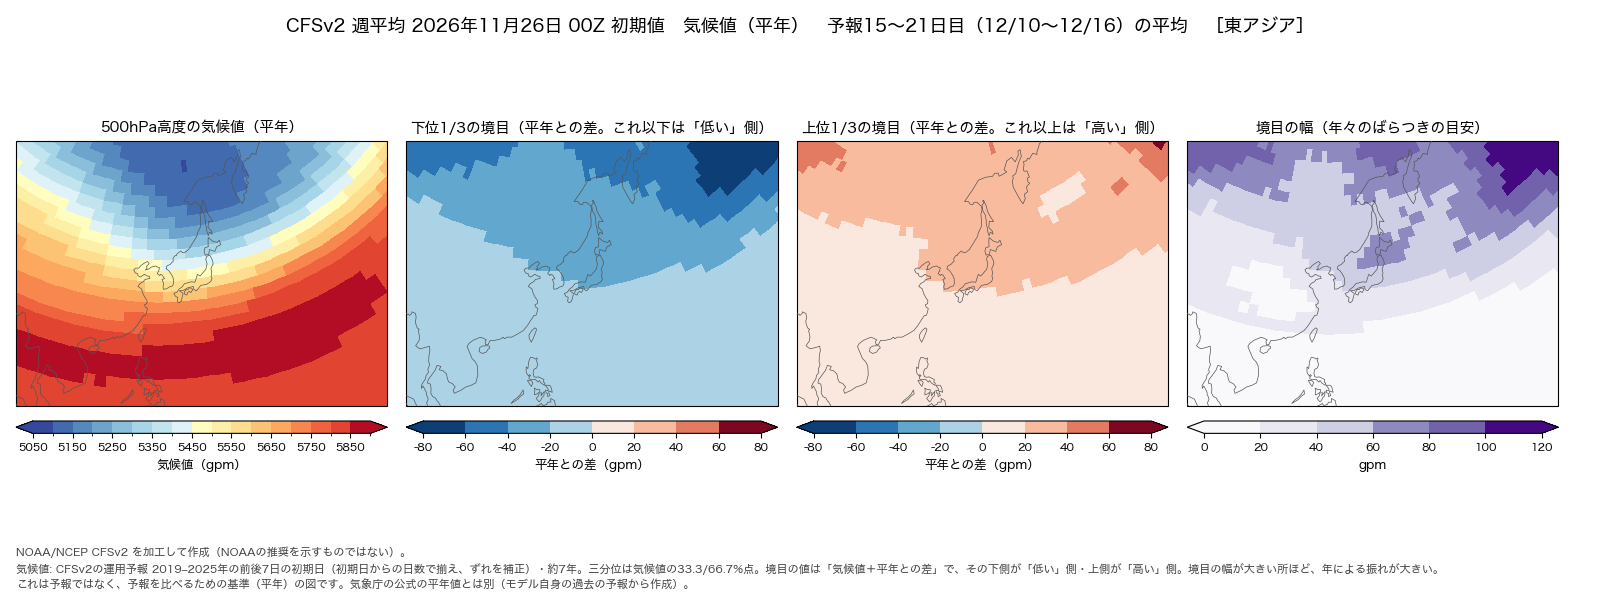 CFSv2 週平均 2026年11月26日 00Z 初期値　気候値（平年）　予報15～21日目（12/10～12/16）の平均　［東アジア］
500hPa高度の気候値（平年）
下位1/3の境目（平年との差。これ以下は「低い」側）
上位1/3の境目（平年との差。これ以上は「高い」側）
境目の幅（年々のばらつきの目安）
5050 5150 5250 5350 5450 5550 5650 5750 5850
気候値（gpm）
-80 -60 -40 -20 0 20 40 60 80
平年との差（gpm）
-80 -60 -40 -20 0 20 40 60 80
平年との差（gpm）
0 20 40 60 80 100 120
gpm
NOAA/NCEP CFSv2 を加工して作成（NOAAの推奨を示すものではない）。
気候値: CFSv2の運用予報 2019–2025年の前後7日の初期日（初期日からの日数で揃え、ずれを補正）・約7年。三分位は気候値の33.3/66.7%点。境目の値は「気候値＋平年との差」で、その下側が「低い」側・上側が「高い」側。境目の幅が大きい所ほど、年による振れが大きい。
これは予報ではなく、予報を比べるための基準（平年）の図です。気象庁の公式の平年値とは別（モデル自身の過去の予報から作成）。